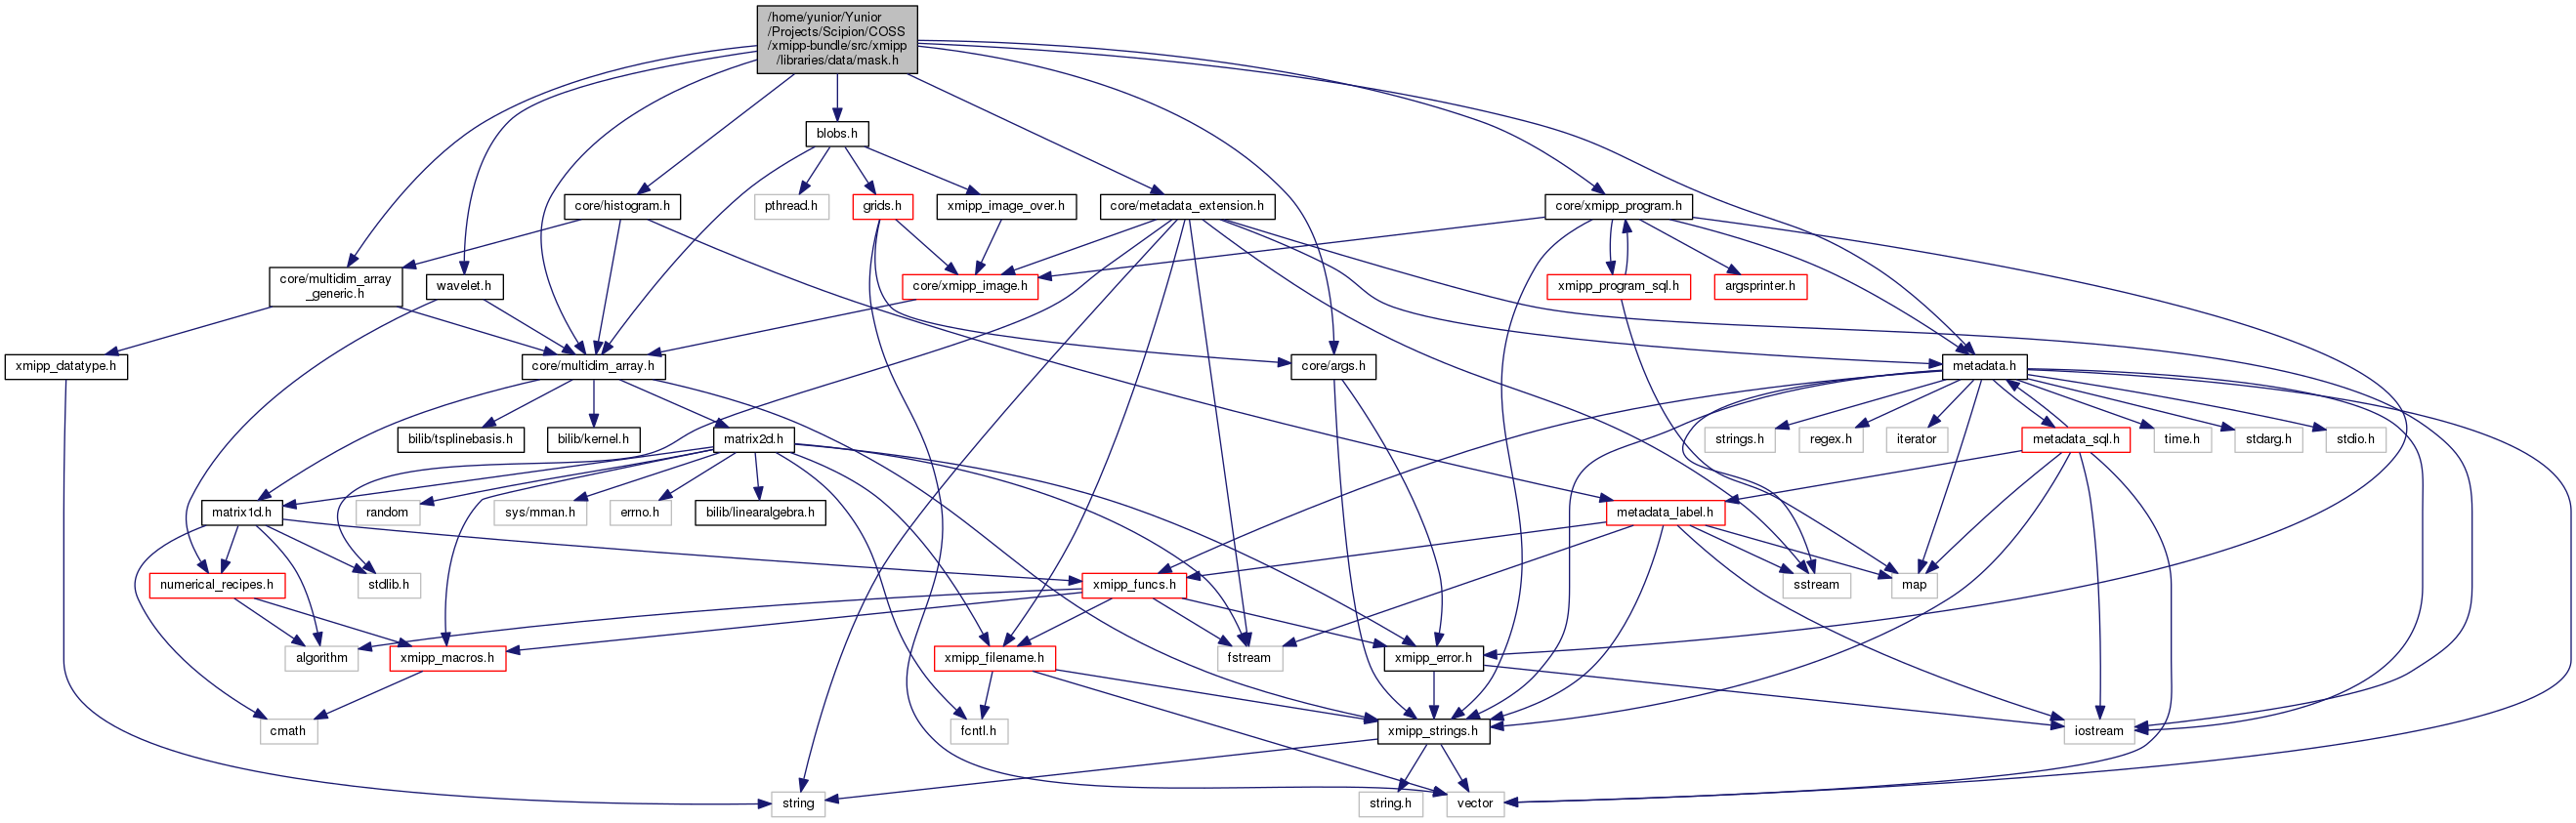 /home/yunior/Yunior
/Projects/Scipion/COSS
/xmipp-bundle/src/xmipp
/libraries/data/mask.h
blobs.h
core/histogram.h
pthread.h
grids.h
xmipp_image_over.h
core/metadata_extension.h
core/xmipp_program.h
core/multidim_array
_generic.h
wavelet.h
core/xmipp_image.h
xmipp_program_sql.h
argsprinter.h
xmipp_datatype.h
core/multidim_array.h
core/args.h
metadata.h
bilib/tsplinebasis.h
bilib/kernel.h
matrix2d.h
strings.h
regex.h
iterator
metadata_sql.h
time.h
stdarg.h
stdio.h
matrix1d.h
random
sys/mman.h
errno.h
bilib/linearalgebra.h
metadata_label.h
numerical_recipes.h
stdlib.h
xmipp_funcs.h
sstream
map
algorithm
xmipp_macros.h
xmipp_filename.h
fstream
xmipp_error.h
cmath
fcntl.h
xmipp_strings.h
iostream
string
string.h
vector